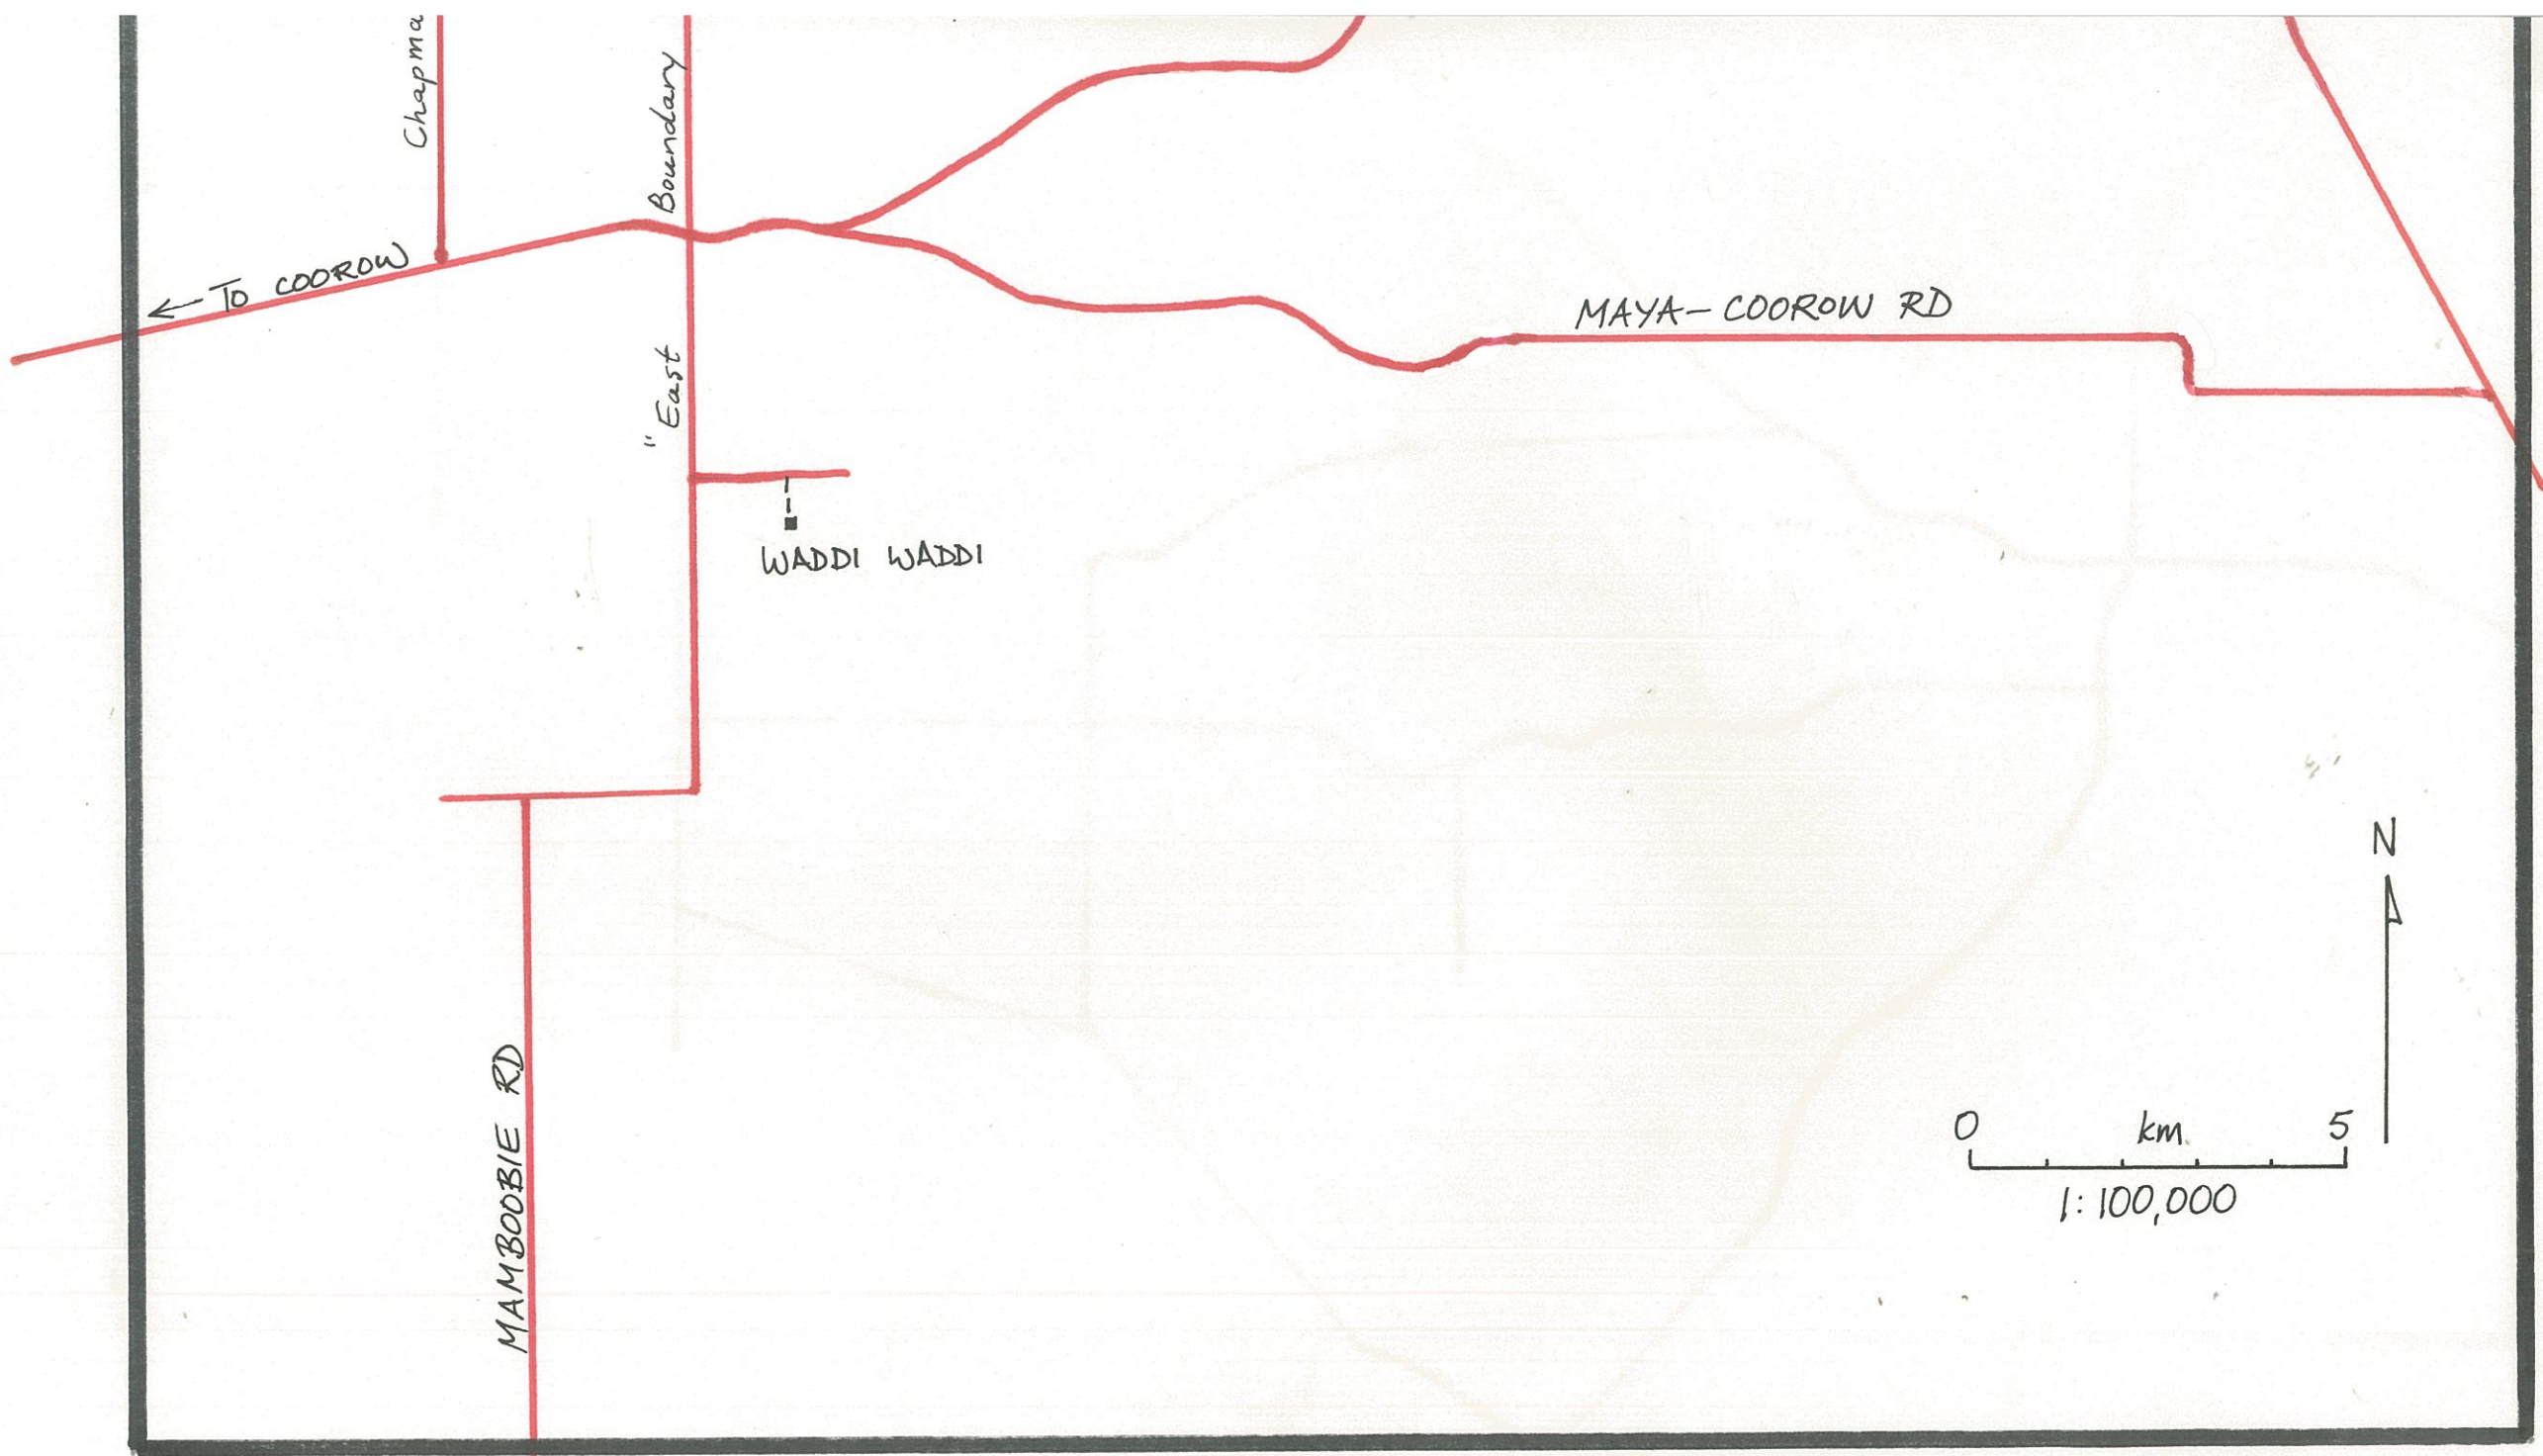 Chapma
Boundary
← To COOROW
MAYA-COOROW RD
"East
WADDI WADDI
N
MAMBOOBIE RD
0 km. 5
1:100,000